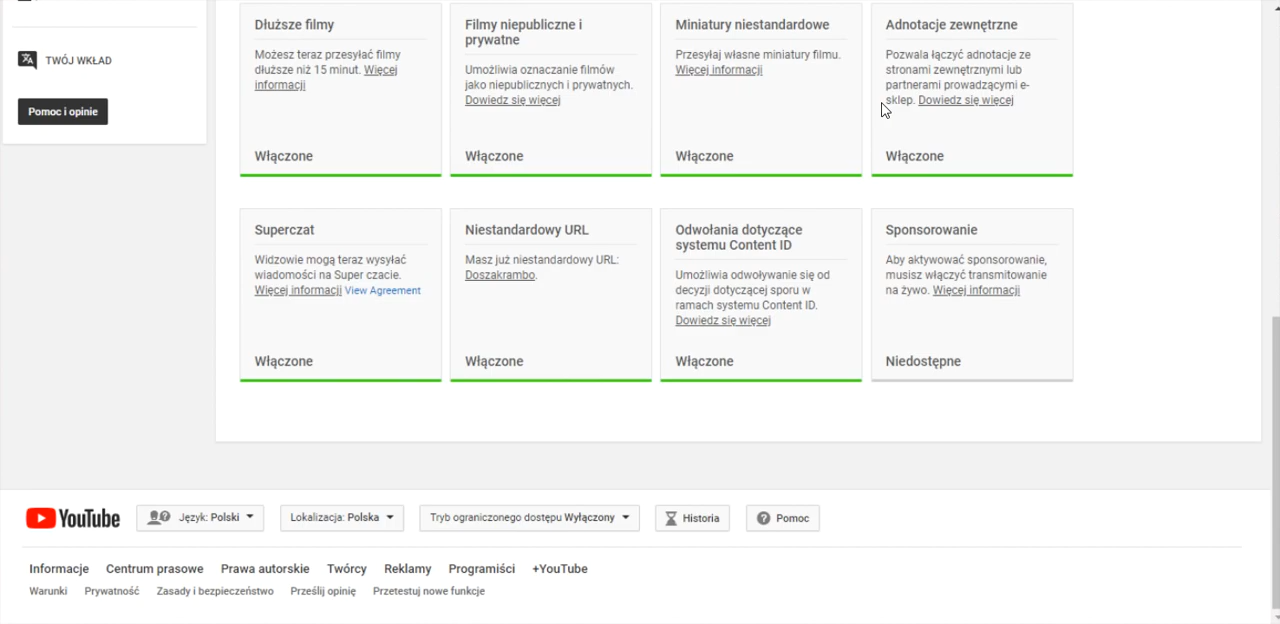 TWÓJ WKŁAD
Pomoc i opinie
Dłuższe filmy
Możesz teraz przesyłać filmy
dłuższe niż 15 minut. Więcej
informacji
Włączone
Filmy niepubliczne i
prywatne
Umożliwia oznaczanie filmów
jako niepublicznych i prywatnych.
Dowiedz się więcej
Włączone
Miniatury niestandardowe
Przesyłaj własne miniatury filmu.
Więcej informacji
Włączone
Adnotacje zewnętrzne
Pozwala łączyć adnotacje ze
stronami zewnętrznymi lub
partnerami prowadzącymi e-
sklep. Dowiedz się więcej
Włączone
Superczat
Widzowie mogą teraz wysyłać
wiadomości na Super czacie.
Więcej informacji View Agreement
Włączone
Niestandardowy URL
Masz już niestandardowy URL:
Doszakrambo.
Włączone
Odwołania dotyczące
systemu Content ID
Umożliwia odwoływanie się od
decyzji dotyczącej sporu w
ramach systemu Content ID.
Dowiedz się więcej
Włączone
Sponsorowanie
Aby aktywować sponsorowanie,
musisz włączyć transmitowanie
na żywo. Więcej informacji
Niedostępne
YouTube
Język: Polski
Lokalizacja: Polska
Tryb ograniczonego dostępu Wyłączony
Historia
Pomoc
Informacje Centrum prasowe Prawa autorskie Twórcy Reklamy Programiści +YouTube
Warunki Prywatność Zasady i bezpieczeństwo Prześlij opinię Przetestuj nowe funkcje